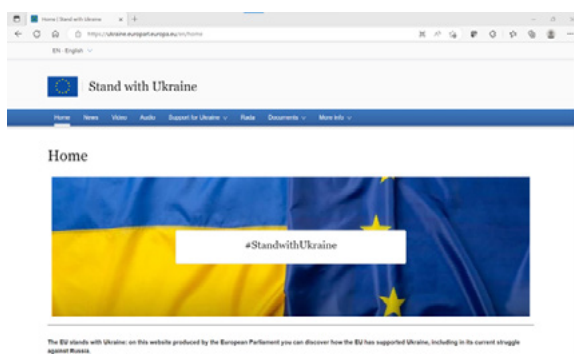 Home | Stand with Ukraine
https://ukraine.europarl.europa.eu/en/home
EN - English
Stand with Ukraine
Home News Video Audio Support for Ukraine Rada Documents More info
Home
#StandwithUkraine
The EU stands with Ukraine: on this website produced by the European Parliament you can discover how the EU has supported Ukraine, including in its current struggle
against Russia.